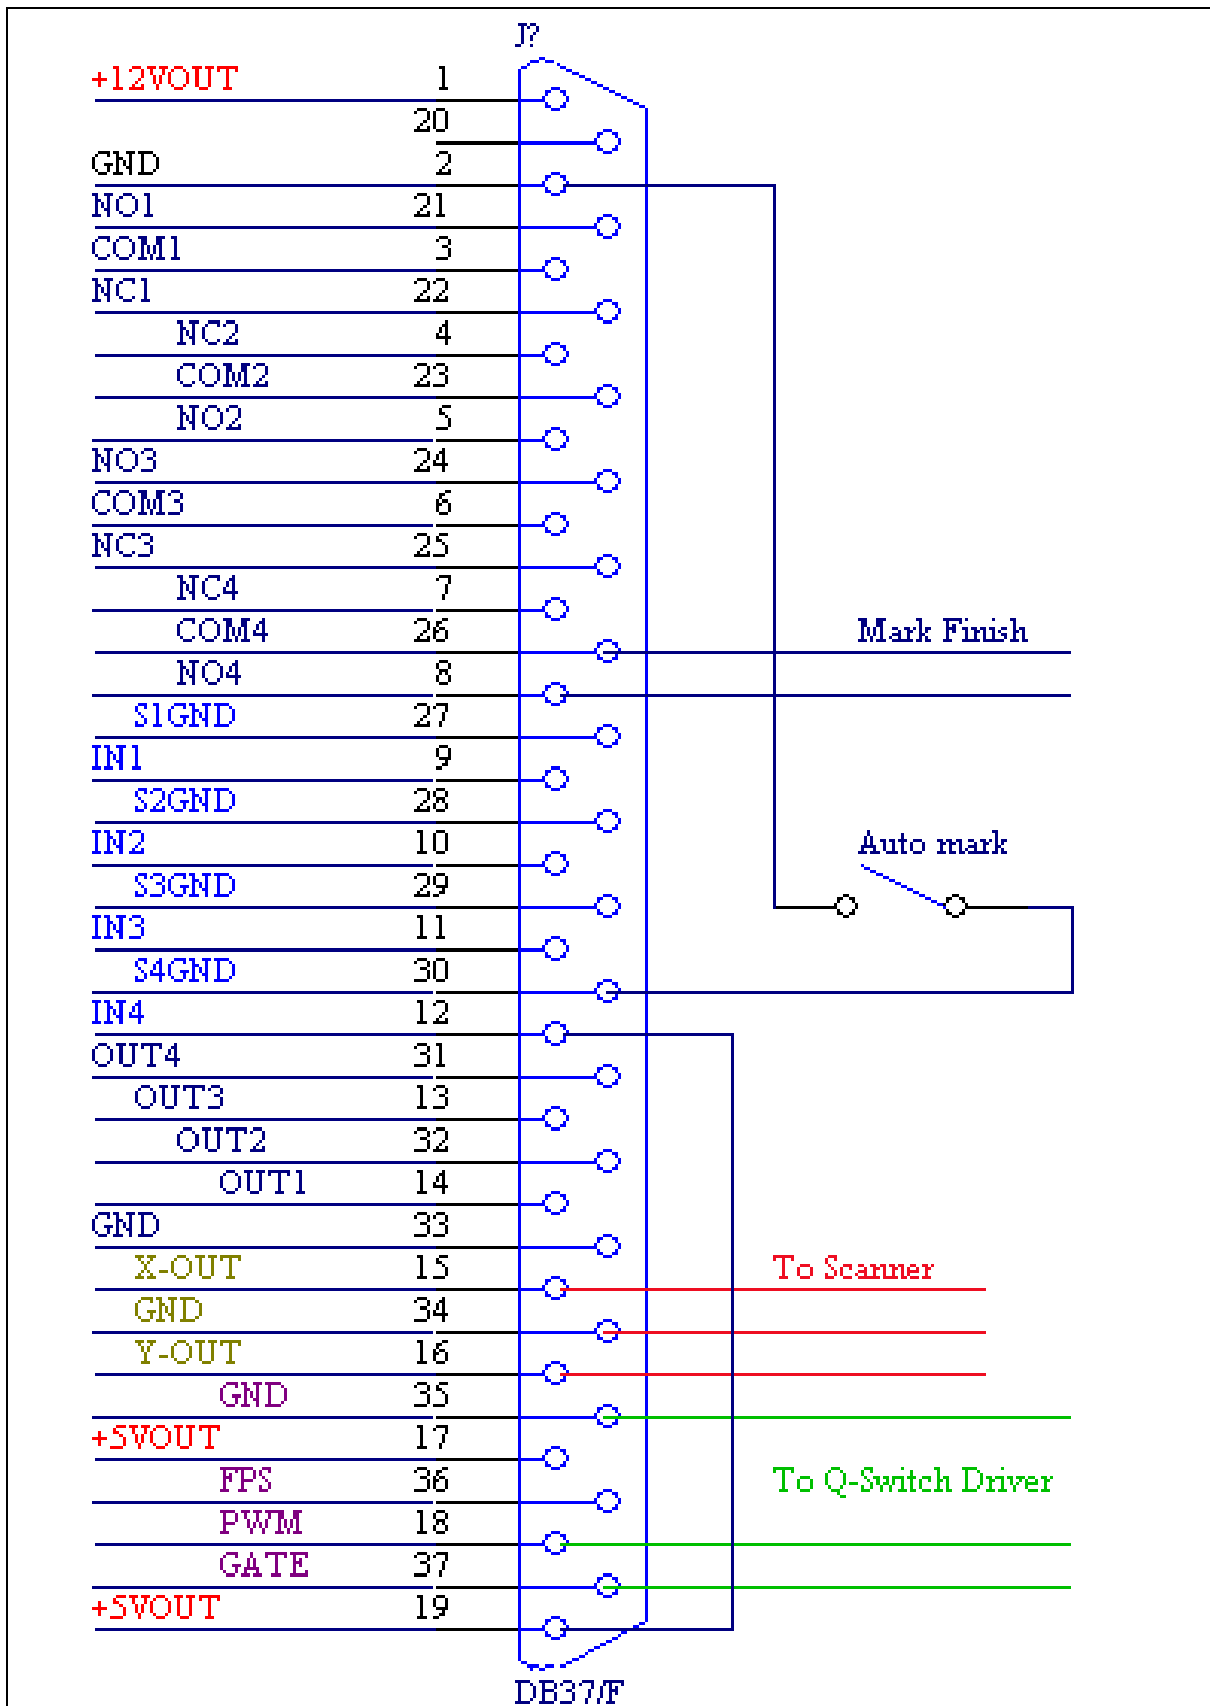 J?
+12VOUT 1
20
GND 2
NO1 21
COM1 3
NC1 22
NC2 4
COM2 23
NO2 5
NO3 24
COM3 6
NC3 25
NC4 7
COM4 26 Mark Finish
NO4 8
S1GND 27
IN1 9
S2GND 28
IN2 10 Auto mark
S3GND 29
IN3 11
S4GND 30
IN4 12
OUT4 31
OUT3 13
OUT2 32
OUT1 14
GND 33
X-OUT 15 To Scanner
GND 34
Y-OUT 16
GND 35
+5VOUT 17
FPS 36 To Q-Switch Driver
PWM 18
GATE 37
+5VOUT 19
DB37/F